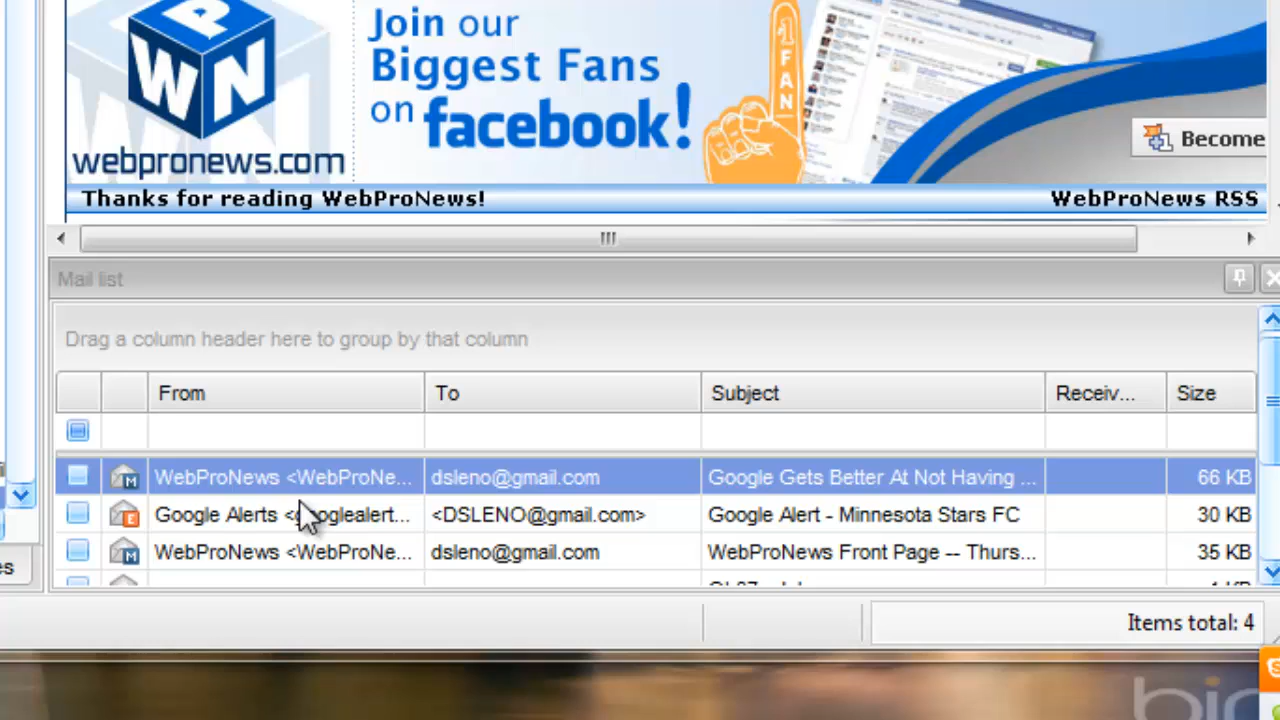 P
W N
Join our
Biggest Fans
on facebook!
1 FAN
webpronews.com
Become
Thanks for reading WebProNews! WebProNews RSS
Mail list
Drag a column header here to group by that column
From To Subject Receiv... Size
WebProNews <WebProNe... dsleno@gmail.com Google Gets Better At Not Having ... 66 KB
M
Google Alerts <googlealert... <DSLENO@gmail.com> Google Alert - Minnesota Stars FC 30 KB
E
WebProNews <WebProNe... dsleno@gmail.com WebProNews Front Page -- Thurs... 35 KB
M
es
Items total: 4
S